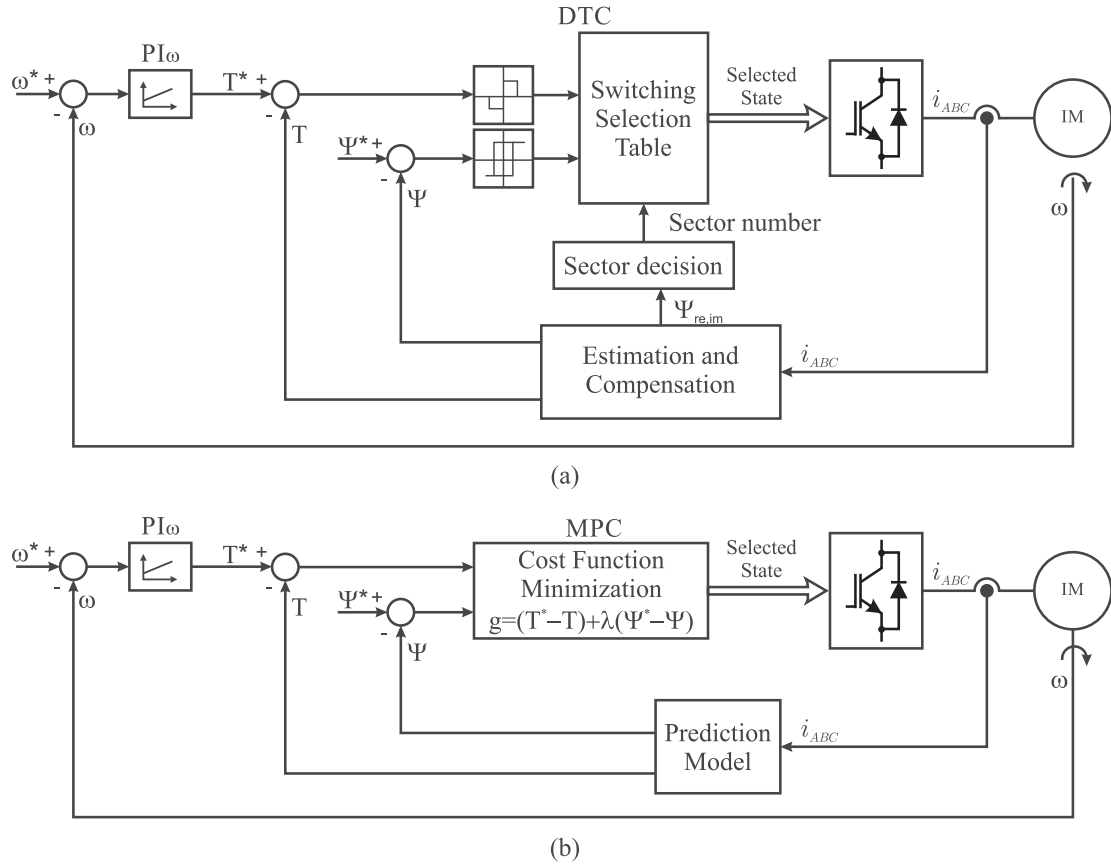 DTC
PIω
ω* +
-
ω
T* +
-
T
Ψ* +
-
Ψ
Switching
Selection
Table
Selected
State
i_ABC
IM
ω
Sector number
Sector decision
Ψre,im
Estimation and
Compensation
i_ABC
(a)
MPC
PIω
ω* +
-
ω
T* +
-
T
Ψ* +
-
Ψ
Cost Function
Minimization
g=(T*−T)+λ(Ψ*−Ψ)
Selected
State
i_ABC
IM
ω
Prediction
Model
i_ABC
(b)